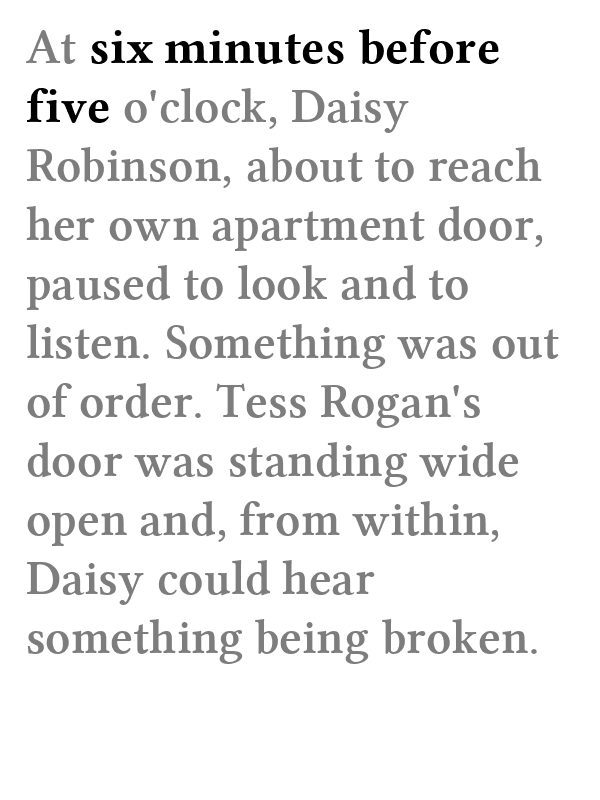 At six minutes before
five o'clock, Daisy
Robinson, about to reach
her own apartment door,
paused to look and to
listen. Something was out
of order. Tess Rogan's
door was standing wide
open and, from within,
Daisy could hear
something being broken.